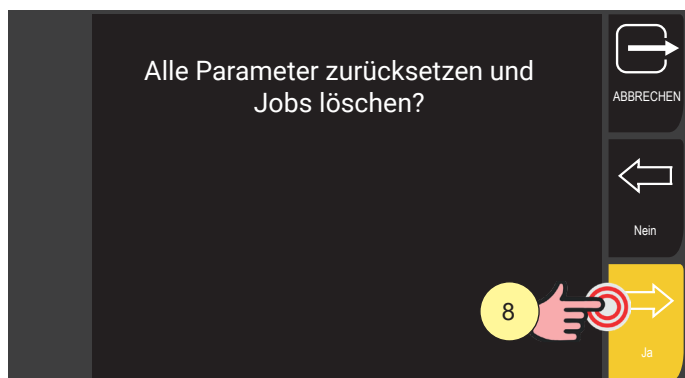 Alle Parameter zurücksetzen und
Jobs löschen?
ABBRECHEN
Nein
8
Ja